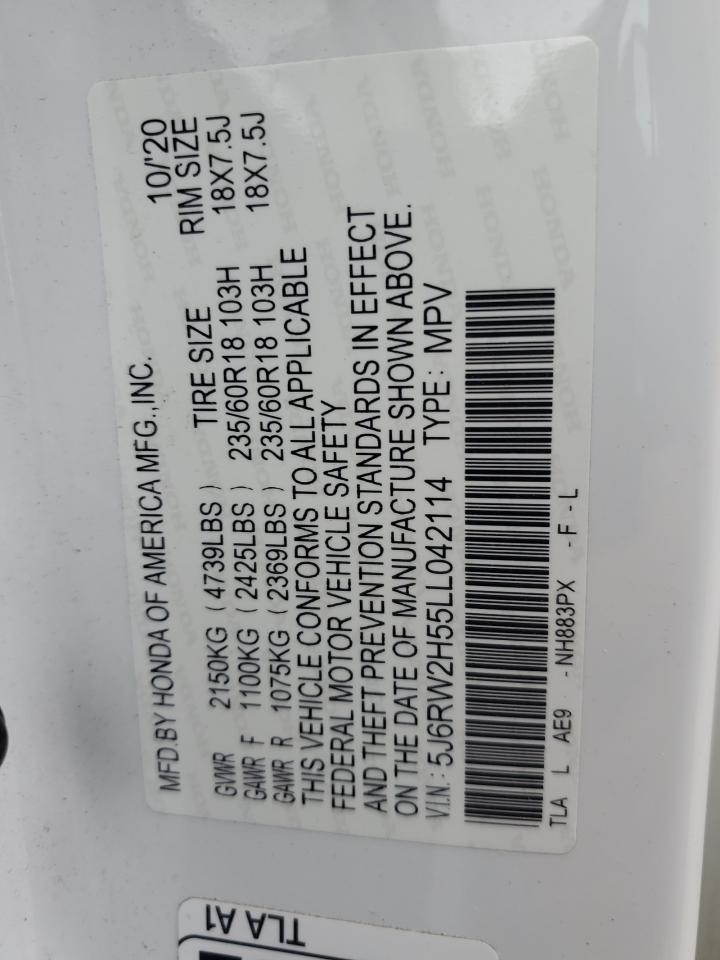 MFD.BY HONDA OF AMERICA MFG.,INC. 10/'20
GVWR 2150KG (4739LBS) TIRE SIZE RIM SIZE
GAWR F 1100KG (2425LBS) 235/60R18 103H 18X7.5J
GAWR R 1075KG (2369LBS) 235/60R18 103H 18X7.5J
THIS VEHICLE CONFORMS TO ALL APPLICABLE
FEDERAL MOTOR VEHICLE SAFETY
AND THEFT PREVENTION STANDARDS IN EFFECT
ON THE DATE OF MANUFACTURE SHOWN ABOVE.
V.I.N.: 5J6RW2H55LL042114 TYPE: MPV
TLA L AE9 -NH883PX -F-L
TLA A1